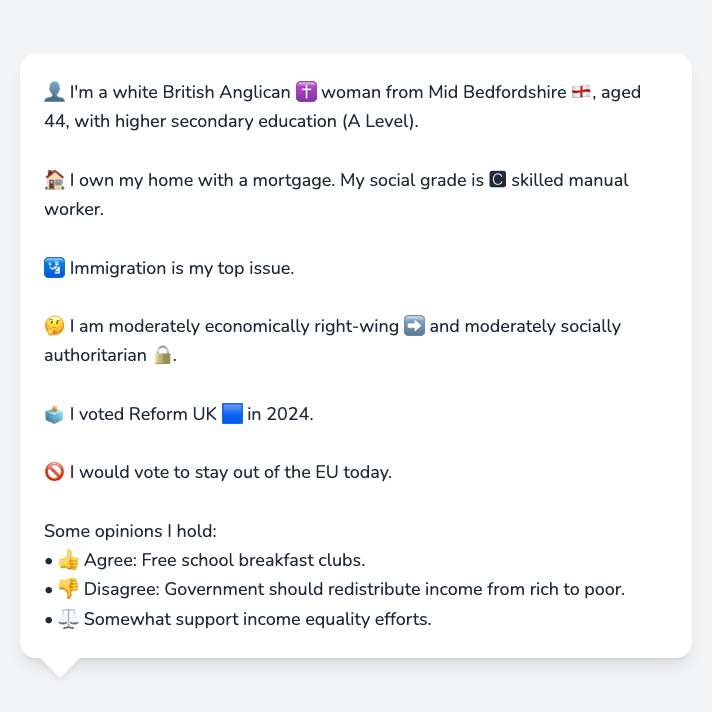 👤 I'm a white British Anglican ✝️ woman from Mid Bedfordshire 🏴󠁧󠁢󠁥󠁮󠁧󠁿, aged
44, with higher secondary education (A Level).
🏠 I own my home with a mortgage. My social grade is 🅲 skilled manual
worker.
🛂 Immigration is my top issue.
🤔 I am moderately economically right-wing ➡️ and moderately socially
authoritarian 🔒.
🗳️ I voted Reform UK 🟦 in 2024.
🚫 I would vote to stay out of the EU today.
Some opinions I hold:
• 👍 Agree: Free school breakfast clubs.
• 👎 Disagree: Government should redistribute income from rich to poor.
• ⚖️ Somewhat support income equality efforts.